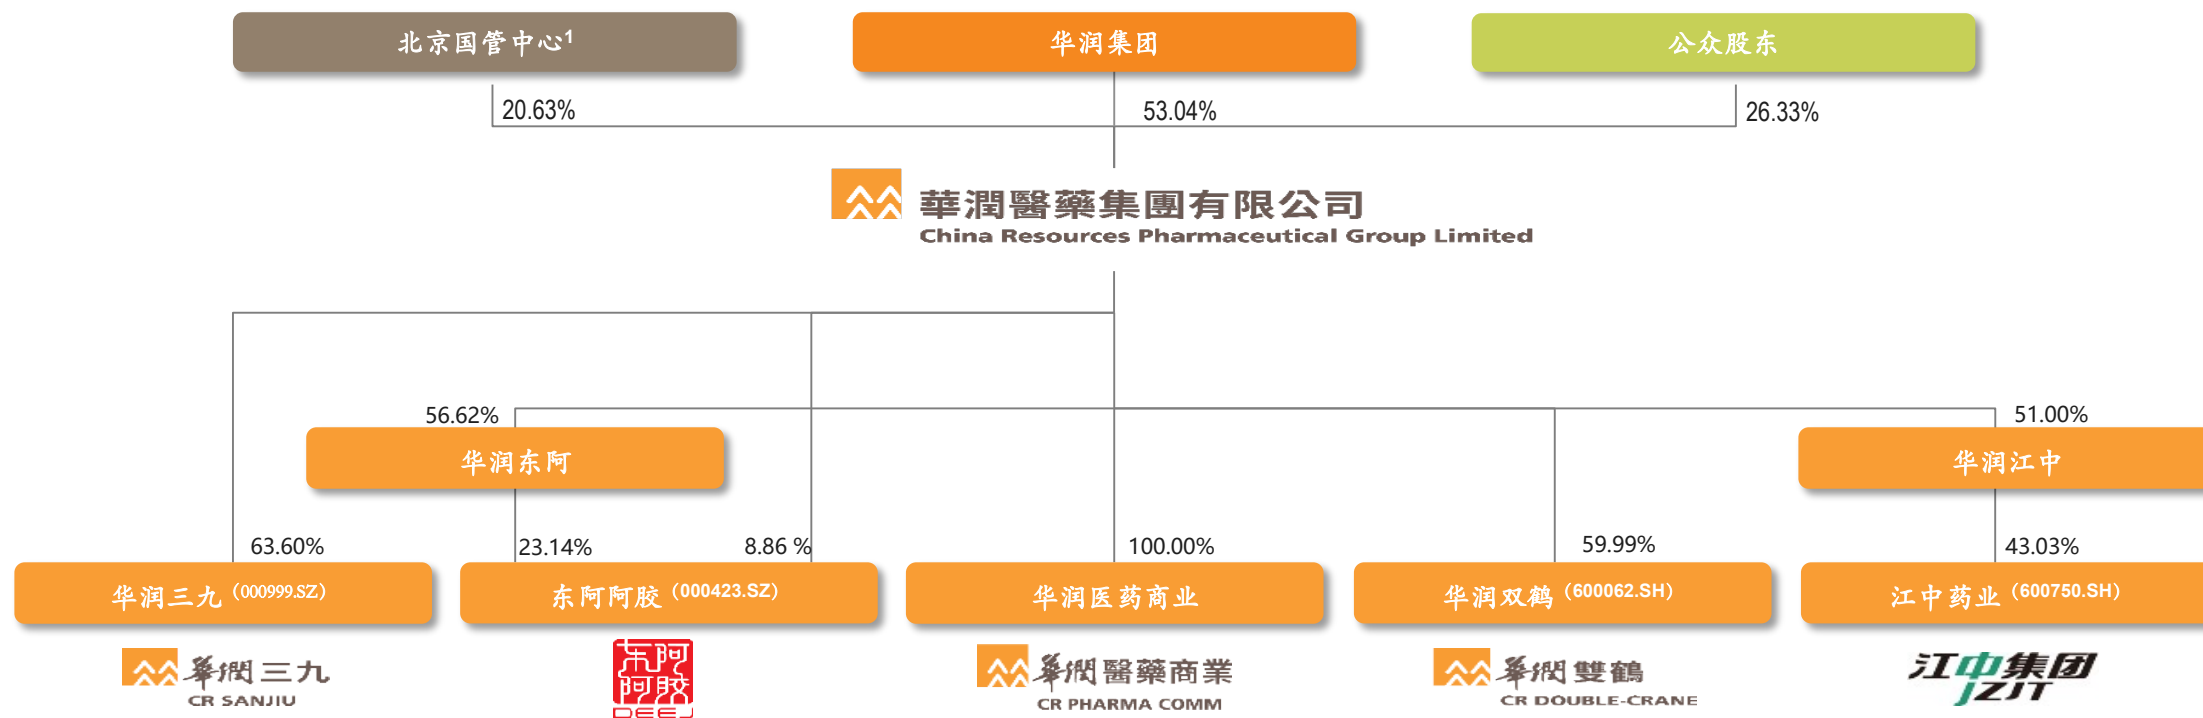 北京国管中心1
华润集团
公众股东
20.63%
53.04%
26.33%
華潤醫藥集團有限公司
China Resources Pharmaceutical Group Limited
56.62%
51.00%
华润东阿
华润江中
63.60%
23.14%
8.86 %
100.00%
59.99%
43.03%
华润三九（000999.SZ）
东阿阿胶（000423.SZ）
华润医药商业
华润双鹤（600062.SH）
江中药业（600750.SH）
華潤三九
CR SANJIU
东阿
阿胶
DEEJ
華潤醫藥商業
CR PHARMA COMM
華潤雙鶴
CR DOUBLE-CRANE
江中集团
JZJT